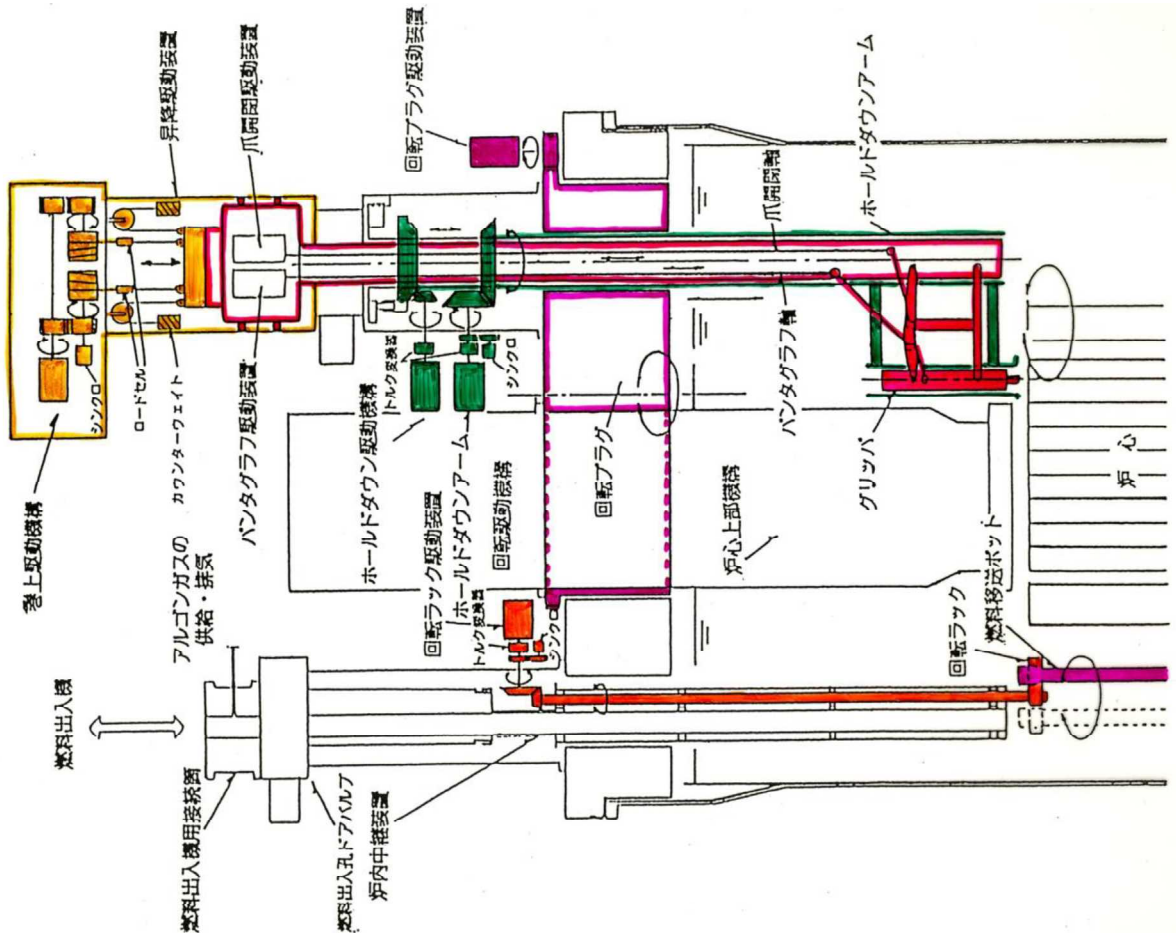 燃料出入機
燃料出入機用接続筒
燃料出入孔ドアバルブ
炉内中継装置
巻上駆動機構
アルゴンガスの
供給・排気
シンクロ
ロードセル
カウンターウェイト
昇降駆動装置
爪開閉駆動装置
パンタグラフ駆動装置
回転プラグ駆動装置
ホールドダウン駆動機構
トルク変換器
シンクロ
ホールドダウンアーム
回転駆動機構
回転ラック駆動装置
トルク変換器
シンクロ
回転プラグ
炉心上部機構
ホールドダウンアーム
爪開閉軸
パンタグラフ軸
グリッパ
炉心
燃料移送ポット
回転ラック